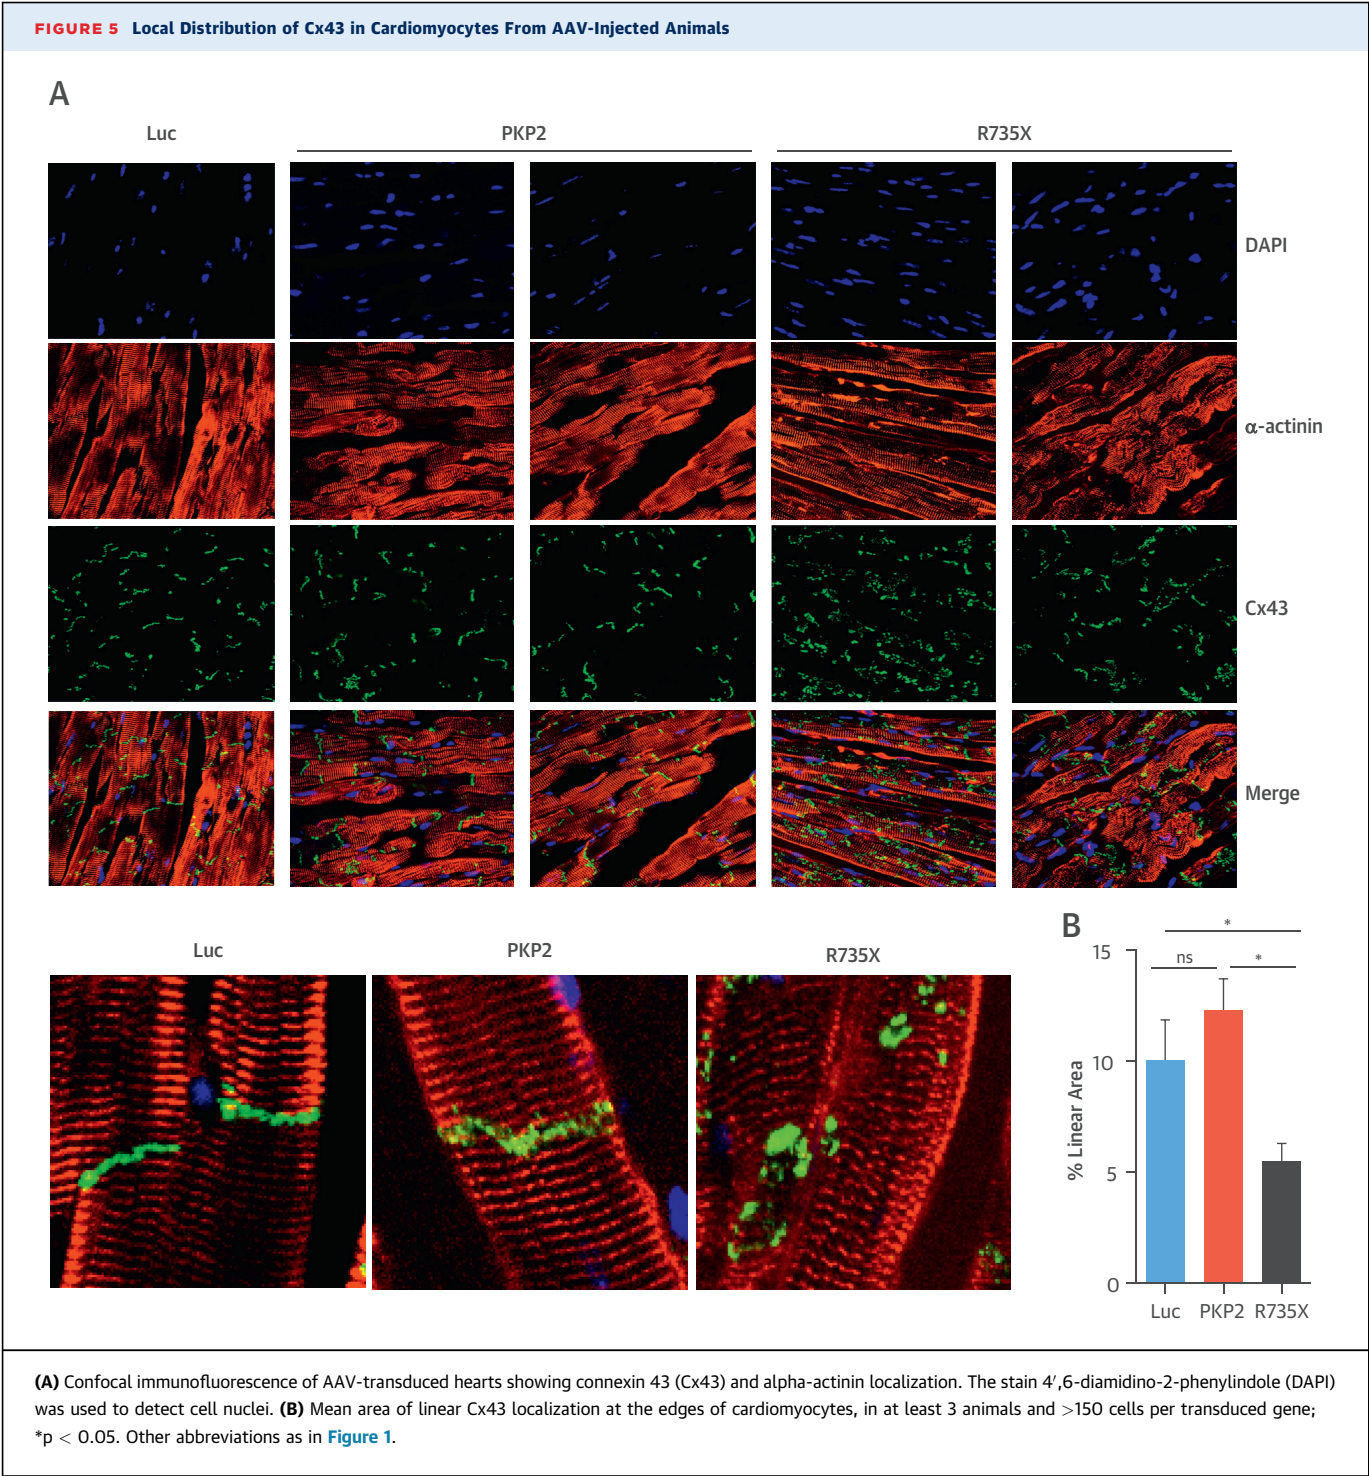 FIGURE 5 Local Distribution of Cx43 in Cardiomyocytes From AAV-Injected Animals
A
Luc
PKP2
R735X
DAPI
α-actinin
Cx43
Merge
Luc
PKP2
R735X
B
*
ns
*
15
10
5
0
% Linear Area
Luc
PKP2
R735X
(A) Confocal immunofluorescence of AAV-transduced hearts showing connexin 43 (Cx43) and alpha-actinin localization. The stain 4′,6-diamidino-2-phenylindole (DAPI)
was used to detect cell nuclei. (B) Mean area of linear Cx43 localization at the edges of cardiomyocytes, in at least 3 animals and >150 cells per transduced gene;
*p < 0.05. Other abbreviations as in Figure 1.